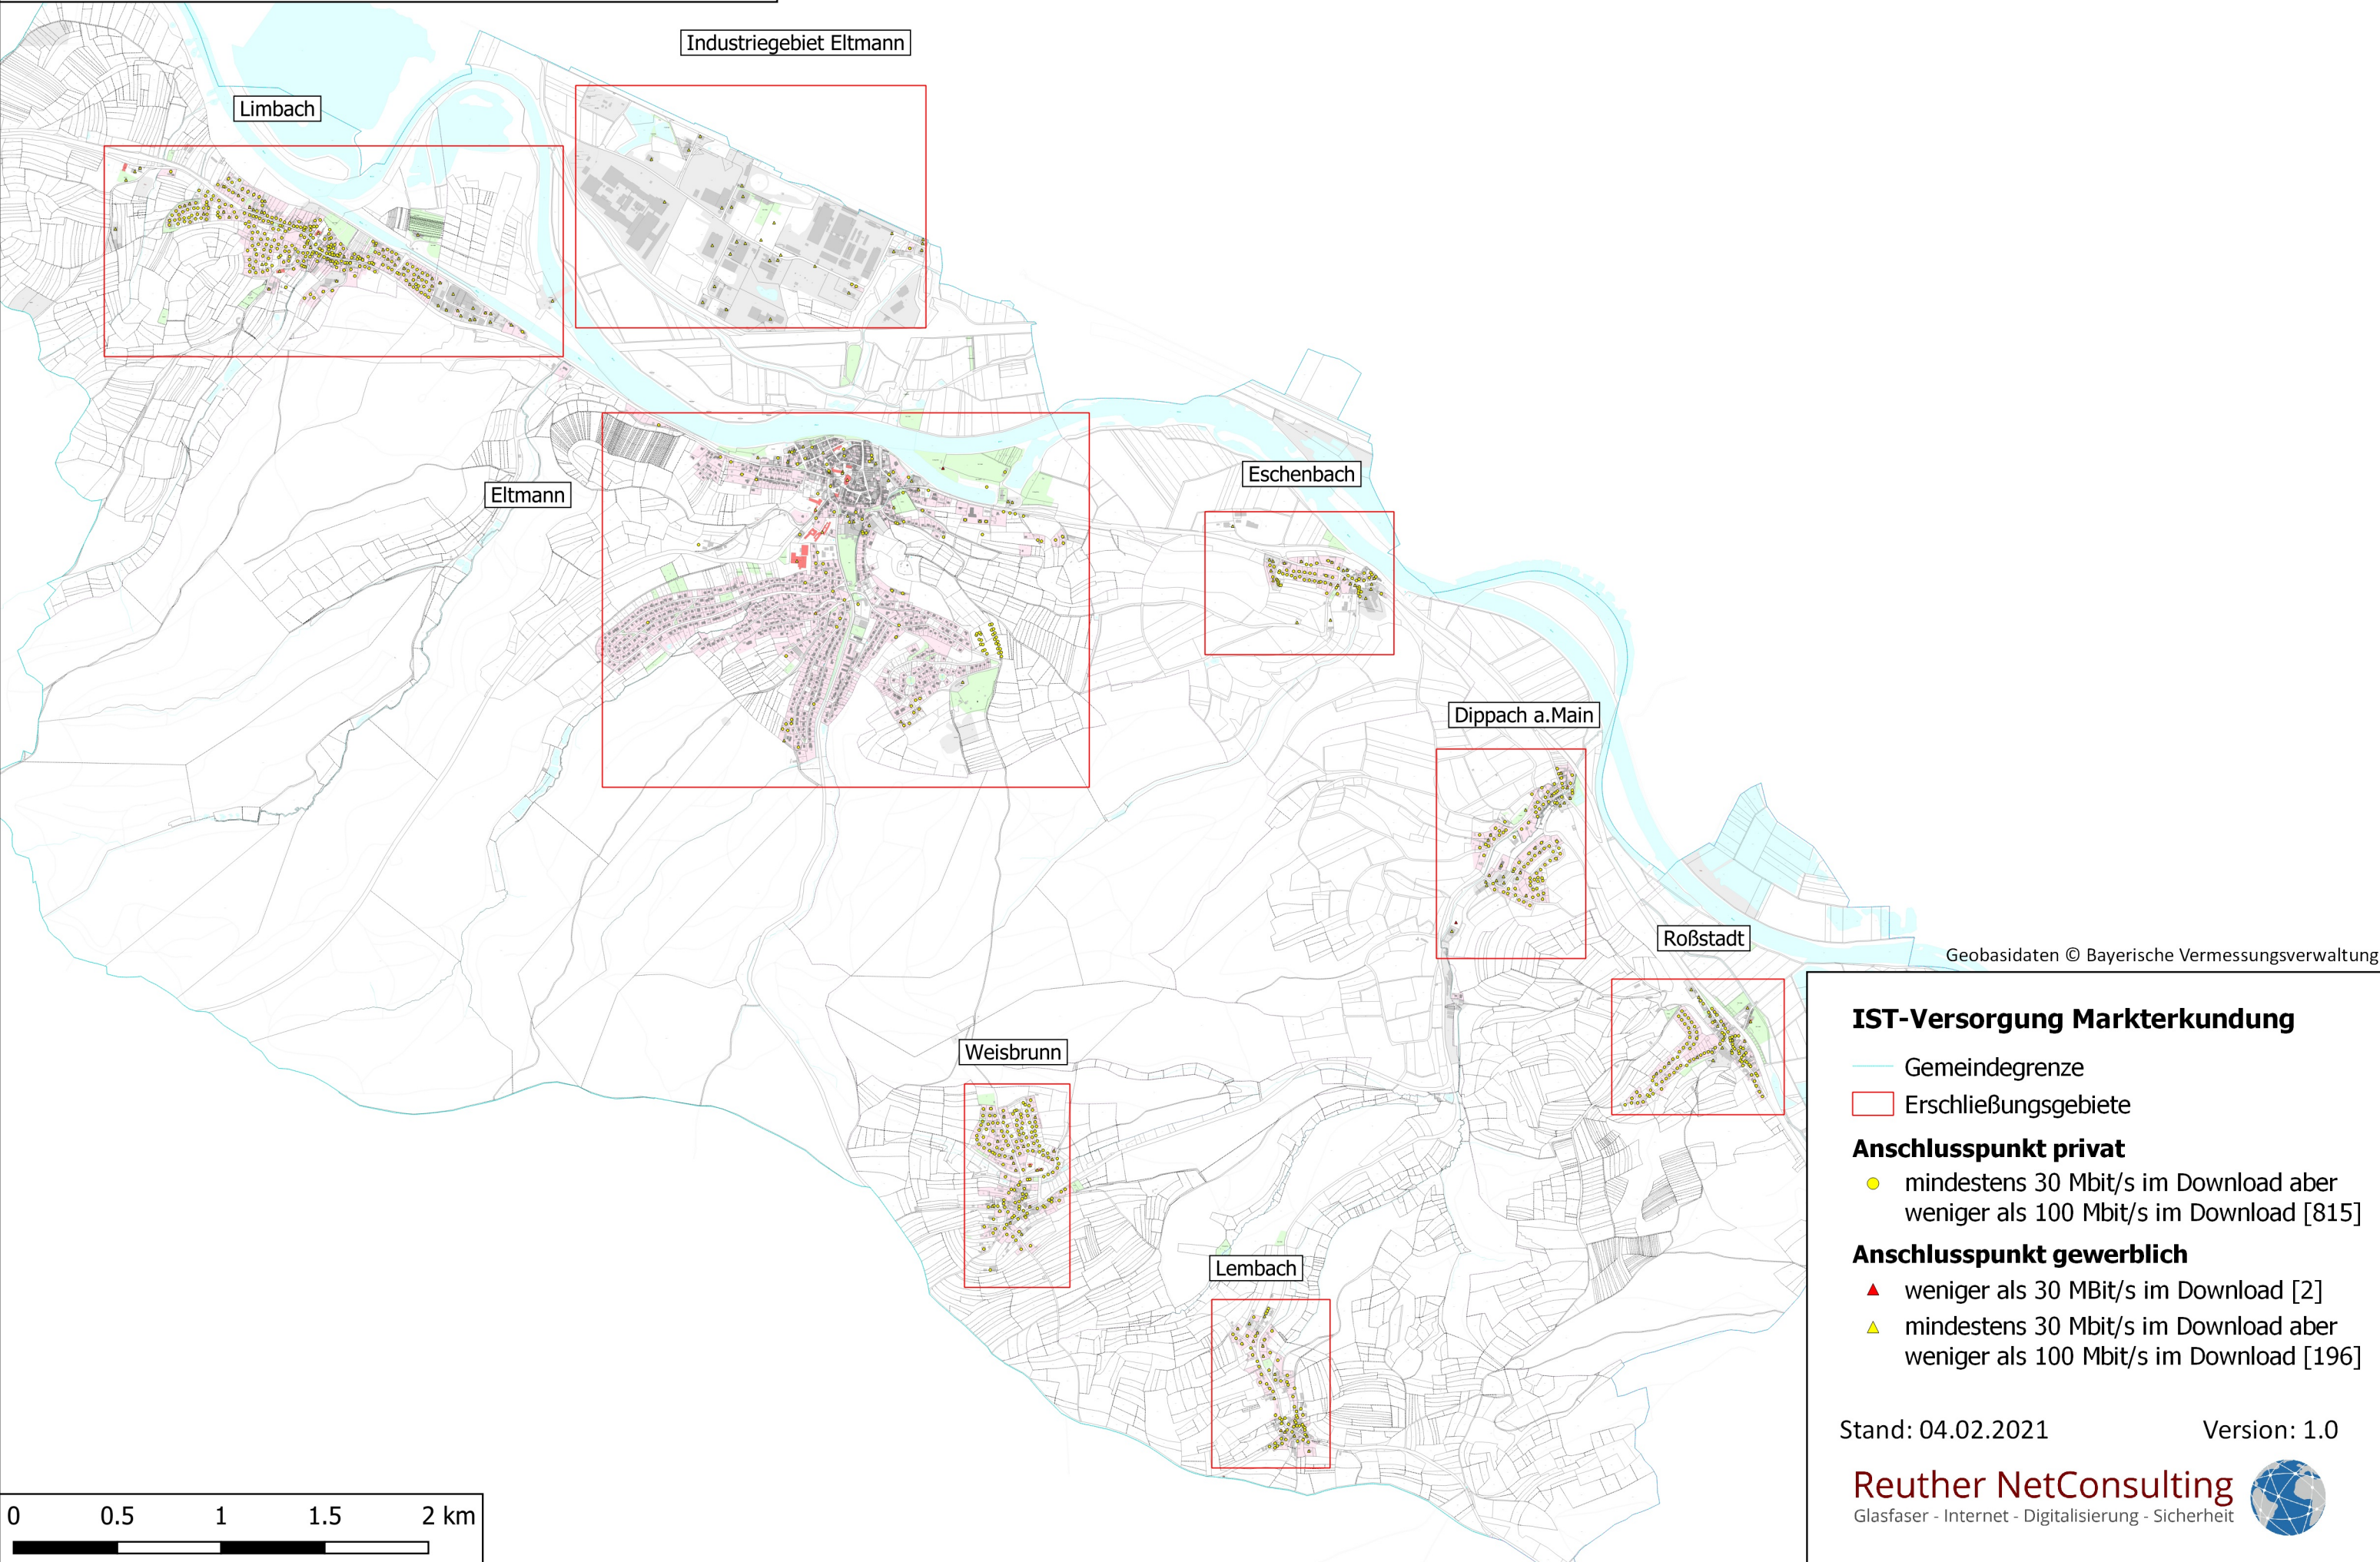 Industriegebiet Eltmann
Limbach
Eschenbach
Eltmann
Dippach a.Main
Roßstadt
Geobasidaten © Bayerische Vermessungsverwaltung
Weisbrunn
Lembach
IST-Versorgung Markterkundung
Gemeindegrenze
Erschließungsgebiete
Anschlusspunkt privat
mindestens 30 Mbit/s im Download aber
weniger als 100 Mbit/s im Download [815]
Anschlusspunkt gewerblich
weniger als 30 MBit/s im Download [2]
mindestens 30 Mbit/s im Download aber
weniger als 100 Mbit/s im Download [196]
Stand: 04.02.2021 Version: 1.0
Reuther NetConsulting
Glasfaser - Internet - Digitalisierung - Sicherheit
0 0.5 1 1.5 2 km